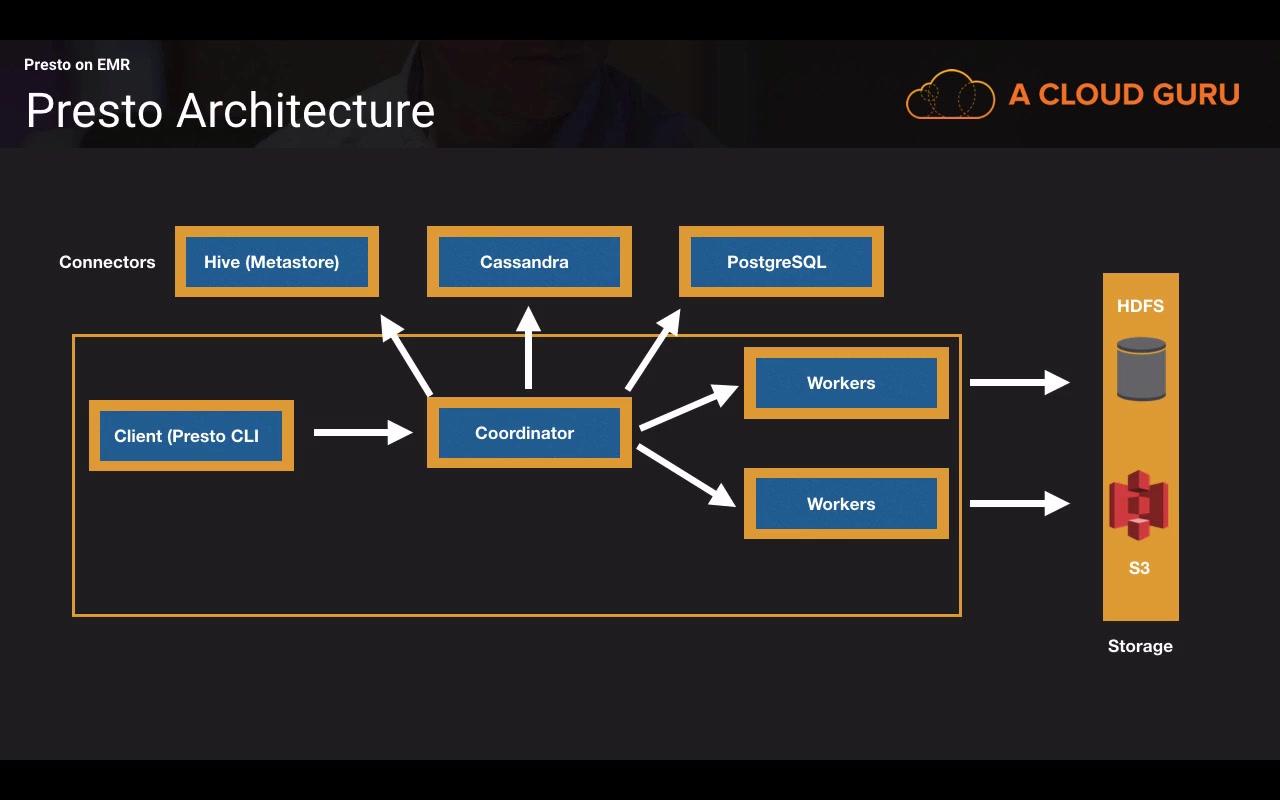 Presto on EMR
Presto Architecture
A CLOUD GURU
Connectors
Hive (Metastore)
Cassandra
PostgreSQL
HDFS
Workers
Client (Presto CLI
Coordinator
Workers
S3
Storage